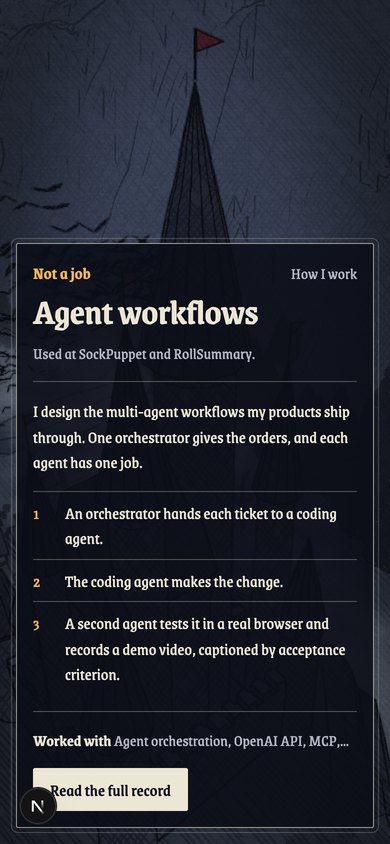 Not a job
How I work
Agent workflows
Used at SockPuppet and RollSummary.
I design the multi-agent workflows my products ship
through. One orchestrator gives the orders, and each
agent has one job.
1 An orchestrator hands each ticket to a coding
agent.
2 The coding agent makes the change.
3 A second agent tests it in a real browser and
records a demo video, captioned by acceptance
criterion.
Worked with Agent orchestration, OpenAI API, MCP,...
Read the full record
N